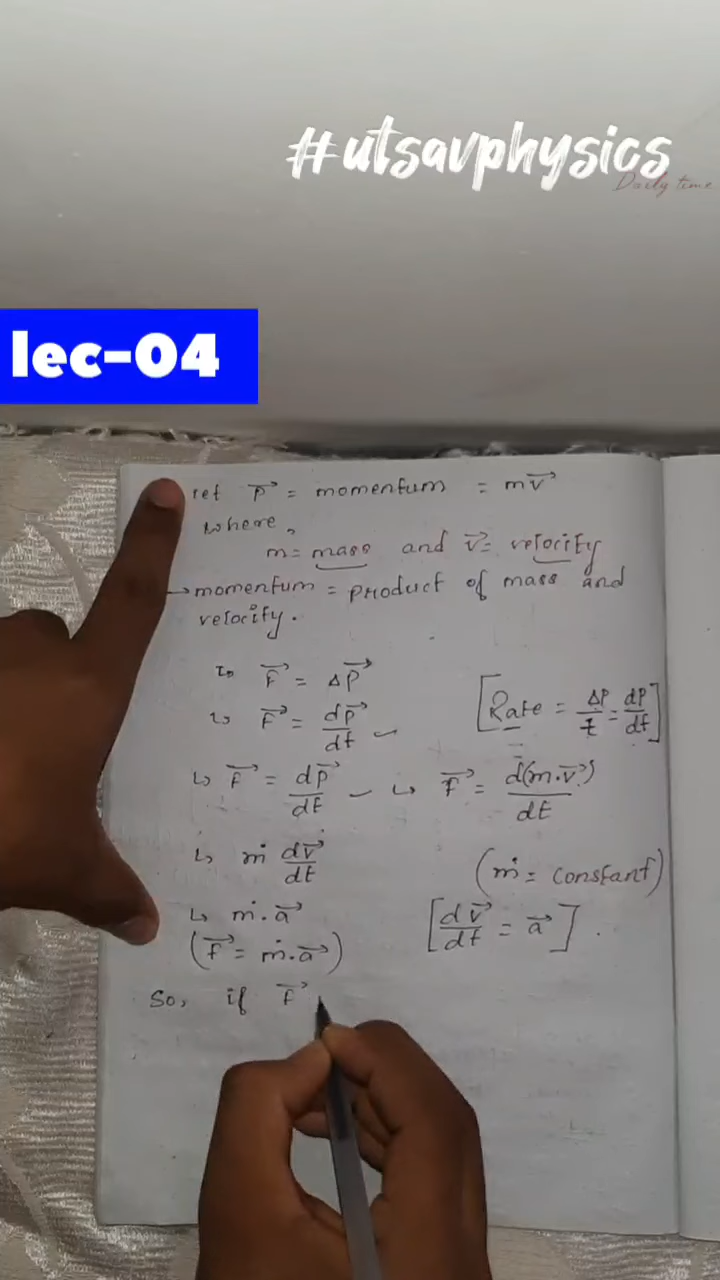 #utsavphysics
Daily time
lec-04
Let P⃗ = momentum = mv⃗
where,
m = mass and v⃗ = velocity
→ momentum = product of mass and
velocity.
↳ F⃗ = ΔP⃗
↳ F⃗ = dp⃗/dt [Rate = ΔP/t = dP/dt]
↳ F⃗ = dp⃗/dt ↳ F⃗ = d(m.v⃗)/dt
↳ ṁ dv⃗/dt (ṁ = constant)
↳ ṁ.a⃗ [dv⃗/dt = a⃗].
(F⃗ = ṁ.a⃗)
So, if F⃗